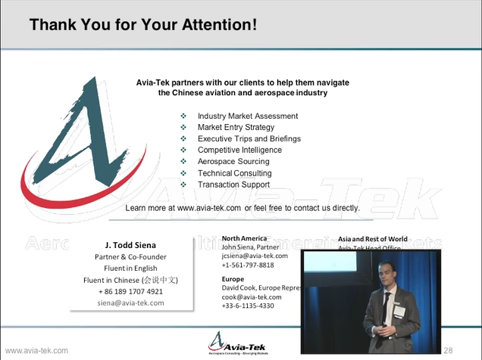 Thank You for Your Attention!
Avia-Tek partners with our clients to help them navigate
the Chinese aviation and aerospace industry
Industry Market Assessment
Market Entry Strategy
Executive Trips and Briefings
Competitive Intelligence
Aerospace Sourcing
Technical Consulting
Transaction Support
Avia-Tek
Learn more at www.avia-tek.com or feel free to contact us directly.
J. Todd Siena
Partner & Co-Founder
Fluent in English
Fluent in Chinese (会说中文)
+ 86 189 1707 4921
siena@avia-tek.com
North America
John Siena, Partner
jcsiena@avia-tek.com
+1-561-797-8818
Europe
David Cook, Europe Repres
cook@avia-tek.com
+33-6-1135-4330
Asia and Rest of World
Avia-Tek Head Office
www.avia-tek.com
Avia-Tek
Aerospace Consulting - Emerging Markets
28